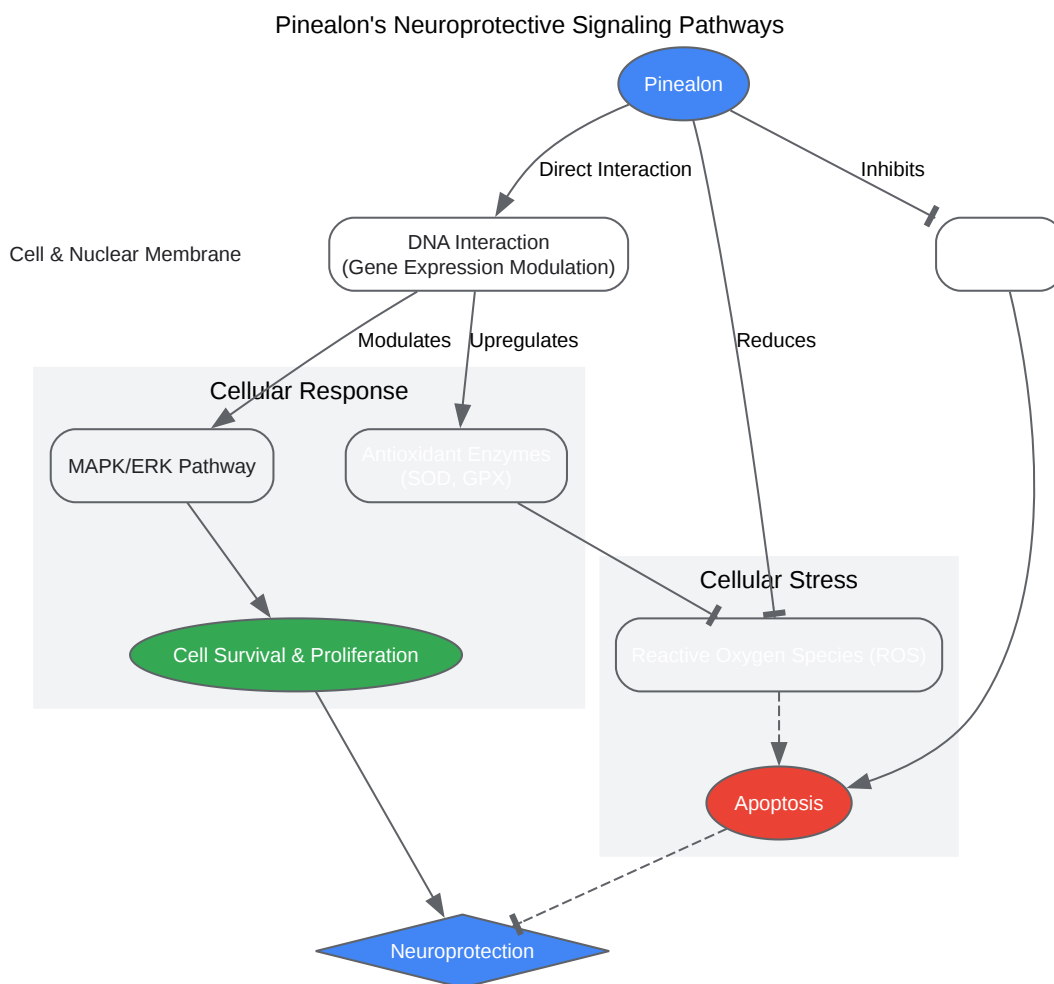 Pinealon's Neuroprotective Signaling Pathways
Pinealon
Direct Interaction
Inhibits
Cell & Nuclear Membrane
DNA Interaction
(Gene Expression Modulation)
Modulates
Upregulates
Reduces
Cellular Response
MAPK/ERK Pathway
Antioxidant Enzymes
(SOD, GPX)
Cellular Stress
Cell Survival & Proliferation
Reactive Oxygen Species (ROS)
Apoptosis
Neuroprotection